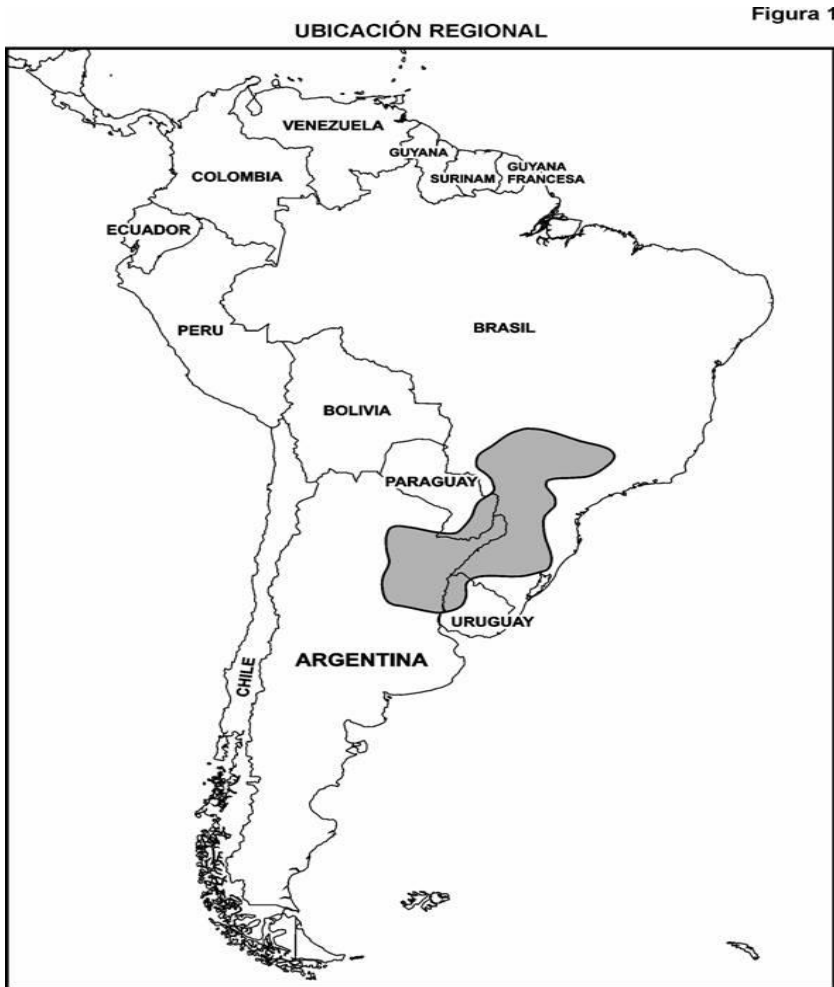 Figura 1
UBICACIÓN REGIONAL
VENEZUELA
GUYANA
SURINAM
GUYANA
FRANCESA
COLOMBIA
ECUADOR
PERU
BRASIL
BOLIVIA
PARAGUAY
URUGUAY
ARGENTINA
CHILE